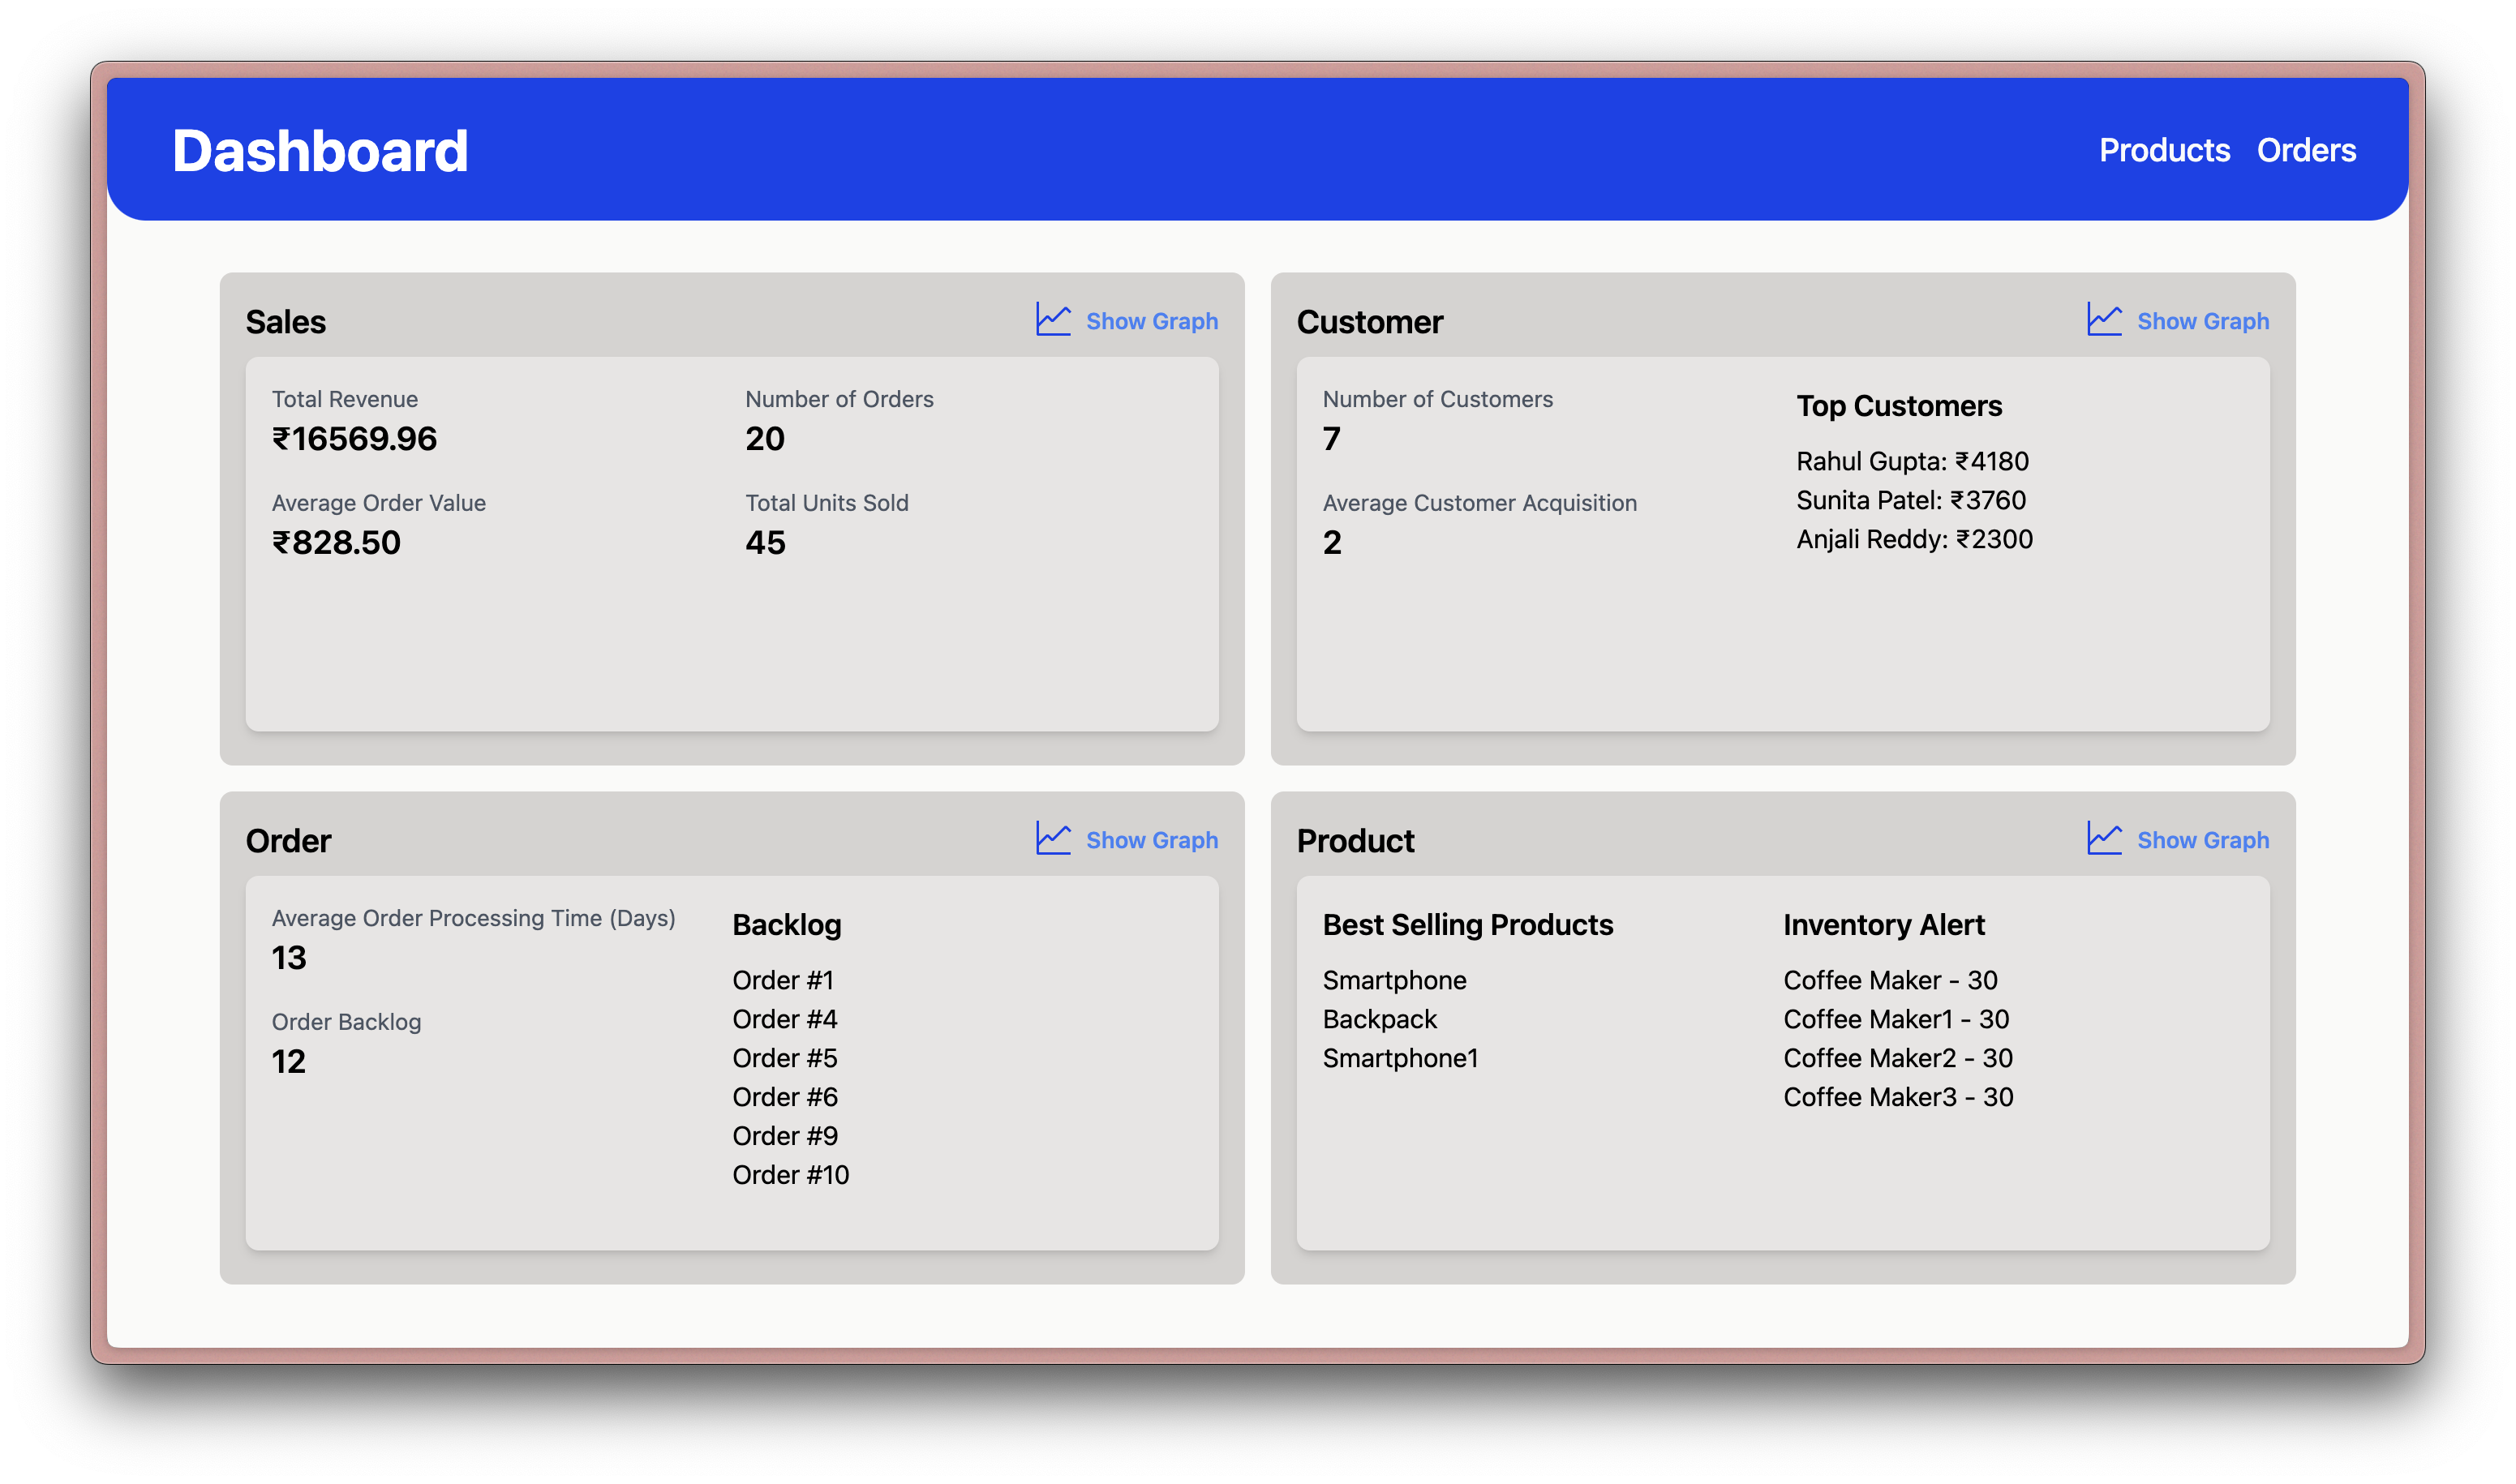 Dashboard
Products Orders
Sales
Show Graph
Total Revenue
₹16569.96
Number of Orders
20
Average Order Value
₹828.50
Total Units Sold
45
Customer
Show Graph
Number of Customers
7
Average Customer Acquisition
2
Top Customers
Rahul Gupta: ₹4180
Sunita Patel: ₹3760
Anjali Reddy: ₹2300
Order
Show Graph
Average Order Processing Time (Days)
13
Order Backlog
12
Backlog
Order #1
Order #4
Order #5
Order #6
Order #9
Order #10
Product
Show Graph
Best Selling Products
Smartphone
Backpack
Smartphone1
Inventory Alert
Coffee Maker - 30
Coffee Maker1 - 30
Coffee Maker2 - 30
Coffee Maker3 - 30